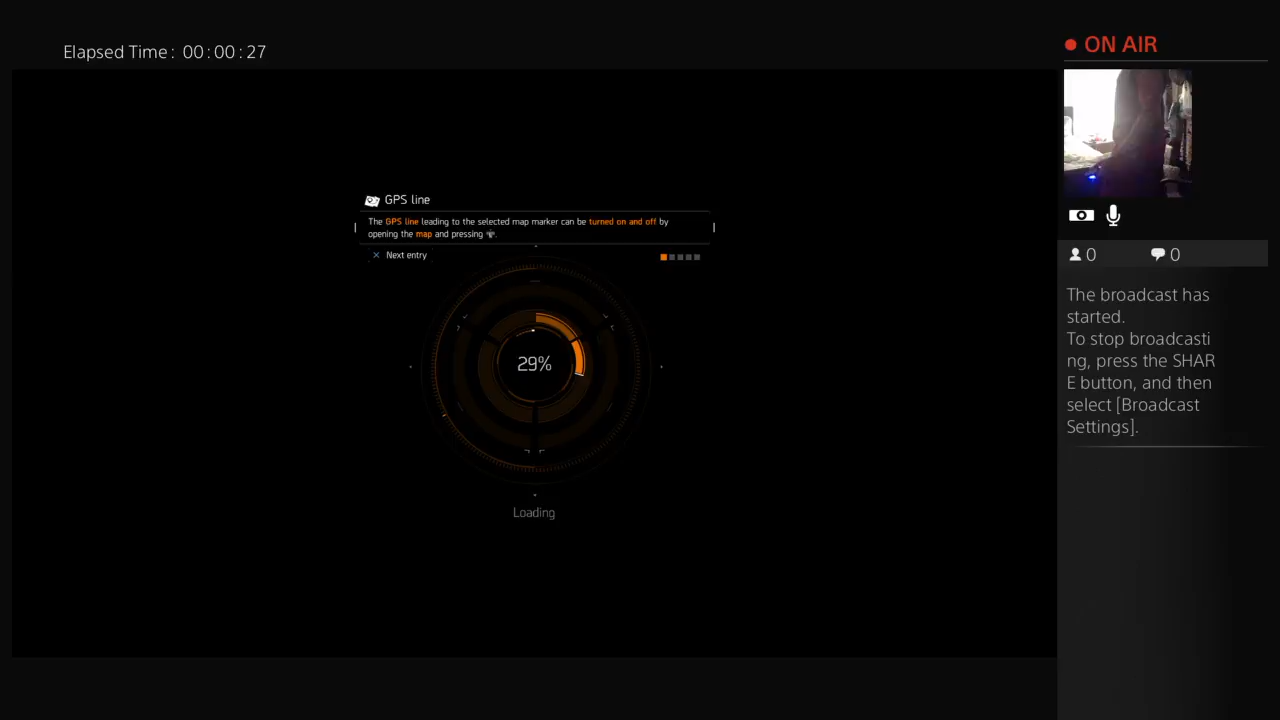 Elapsed Time: 00:00:27
ON AIR
GPS line
The GPS line leading to the selected map marker can be turned on and off by
opening the map and pressing
Next entry
29%
Loading
0 0
The broadcast has
started.
To stop broadcasti
ng, press the SHAR
E button, and then
select [Broadcast
Settings].